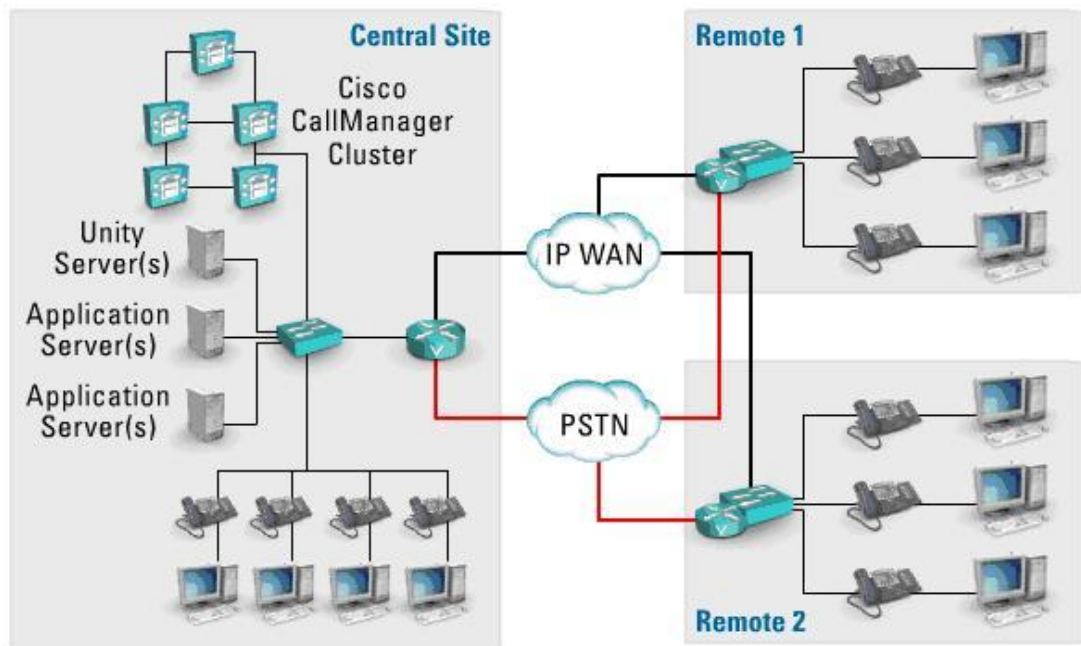 Central Site
Cisco
CallManager
Cluster
Unity
Server(s)
Application
Server(s)
Application
Server(s)
IP WAN
PSTN
Remote 1
Remote 2